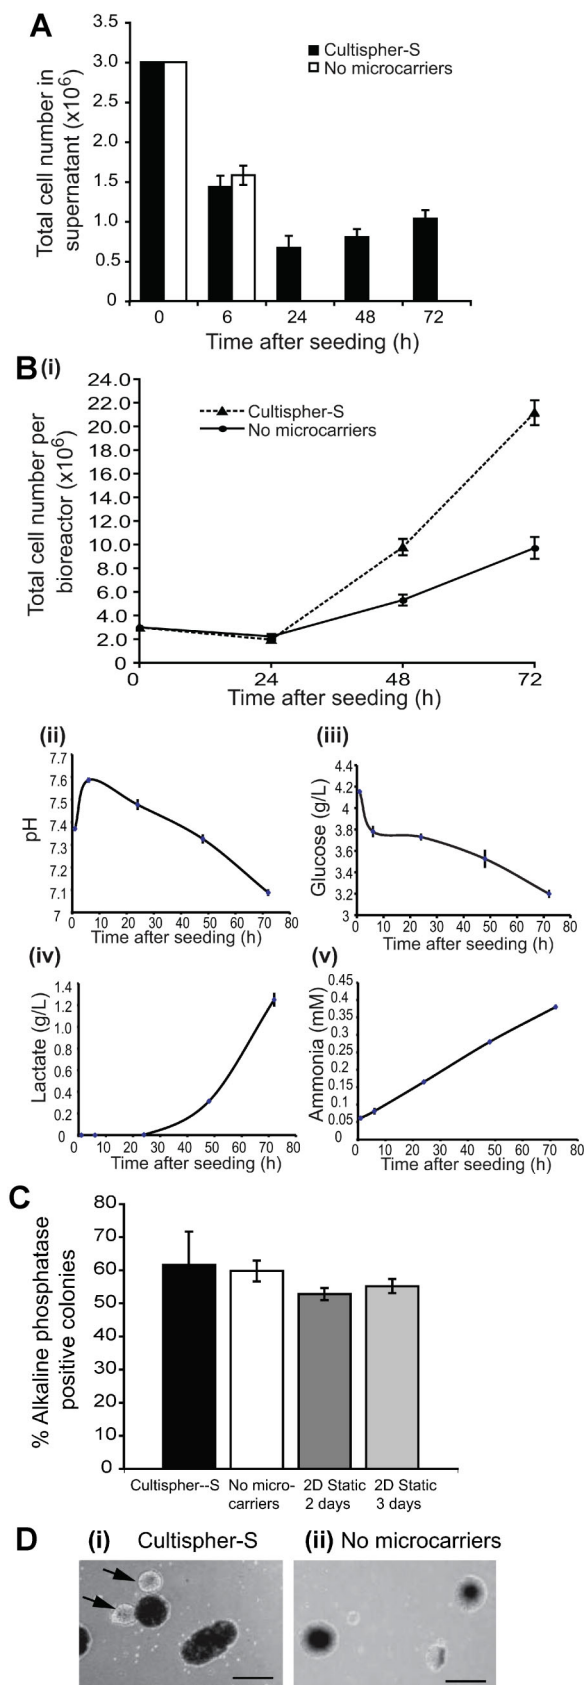 A
Total cell number in
supernatant (x10⁶)
3.5
3.0
2.5
2.0
1.5
1.0
0.5
0
Cultispher-S
No microcarriers
0 6 24 48 72
Time after seeding (h)
B (i)
Total cell number per
bioreactor (x10⁶)
24.0
22.0
20.0
18.0
16.0
14.0
12.0
10.0
8.0
6.0
4.0
2.0
0
Cultispher-S
No microcarriers
0 24 48 72
Time after seeding (h)
(ii)
pH
7.7
7.6
7.5
7.4
7.3
7.2
7.1
7
0 10 20 30 40 50 60 70 80
Time after seeding (h)
(iii)
Glucose (g/L)
4.4
4.2
4
3.8
3.6
3.4
3.2
3
0 10 20 30 40 50 60 70 80
Time after seeding (h)
(iv)
Lactate (g/L)
1.4
1.2
1.0
0.8
0.6
0.4
0.2
0
0 10 20 30 40 50 60 70 80
Time after seeding (h)
(v)
Ammonia (mM)
0.45
0.4
0.35
0.3
0.25
0.2
0.15
0.1
0.05
0
0 10 20 30 40 50 60 70 80
Time after seeding (h)
C
% Alkaline phosphatase
positive colonies
80
70
60
50
40
30
20
10
0
Cultispher--S No micro- 2D Static 2D Static
carriers 2 days 3 days
D (i) Cultispher-S (ii) No microcarriers